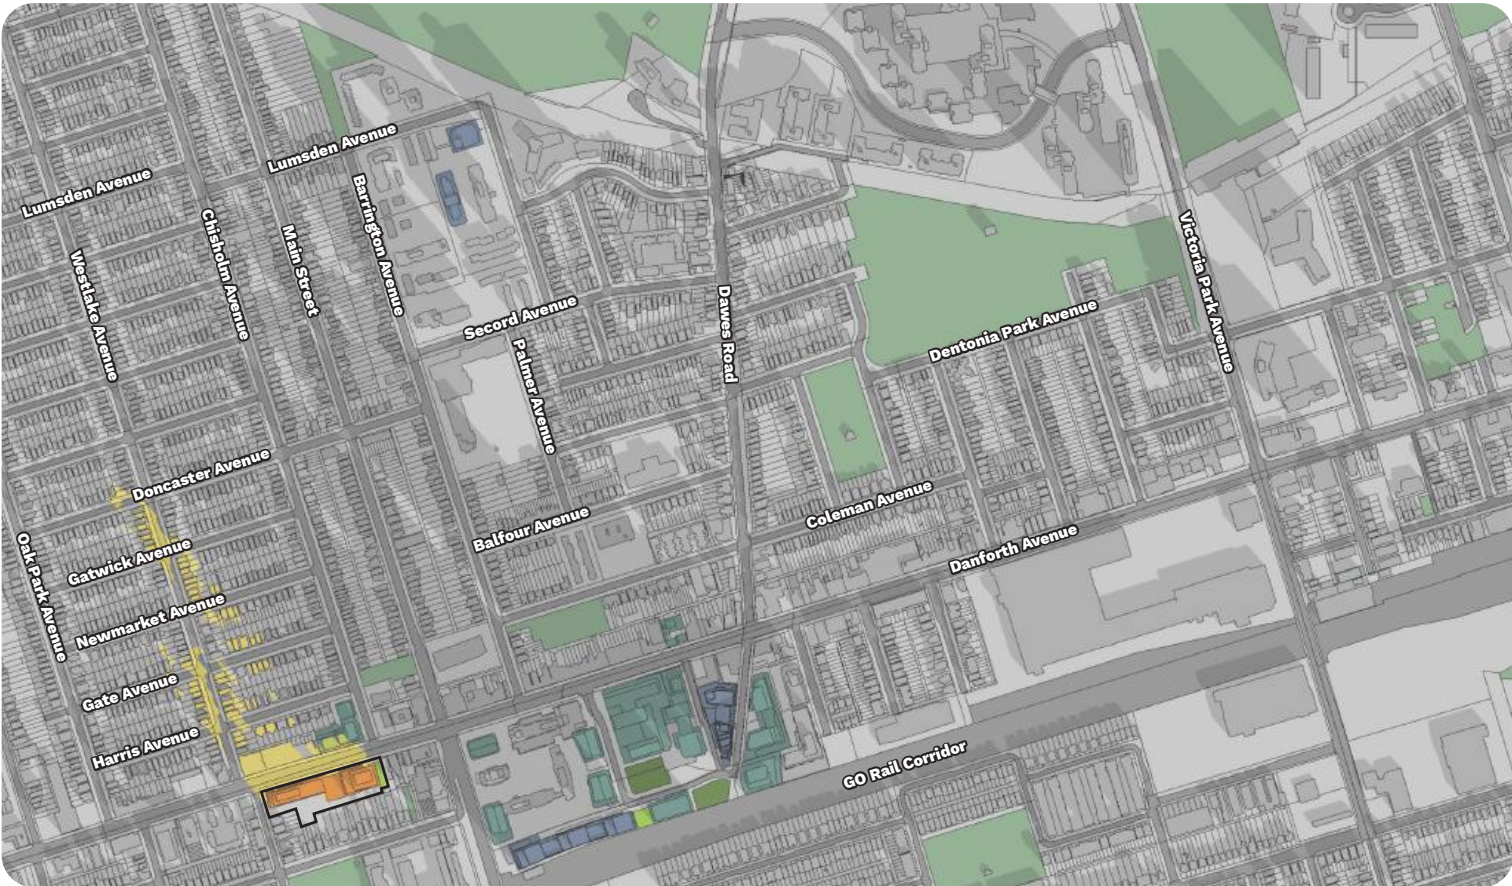 Lumsden Avenue
Lumsden Avenue
Barrington Avenue
Chisholm Avenue
Main Street
Westlake Avenue
Victoria Park Avenue
Dawes Road
Secord Avenue
Dentonia Park Avenue
Palmer Avenue
Doncaster Avenue
Coleman Avenue
Balfour Avenue
Danforth Avenue
Oak Park Avenue
Gatwick Avenue
Newmarket Avenue
Gate Avenue
Harris Avenue
GO Rail Corridor